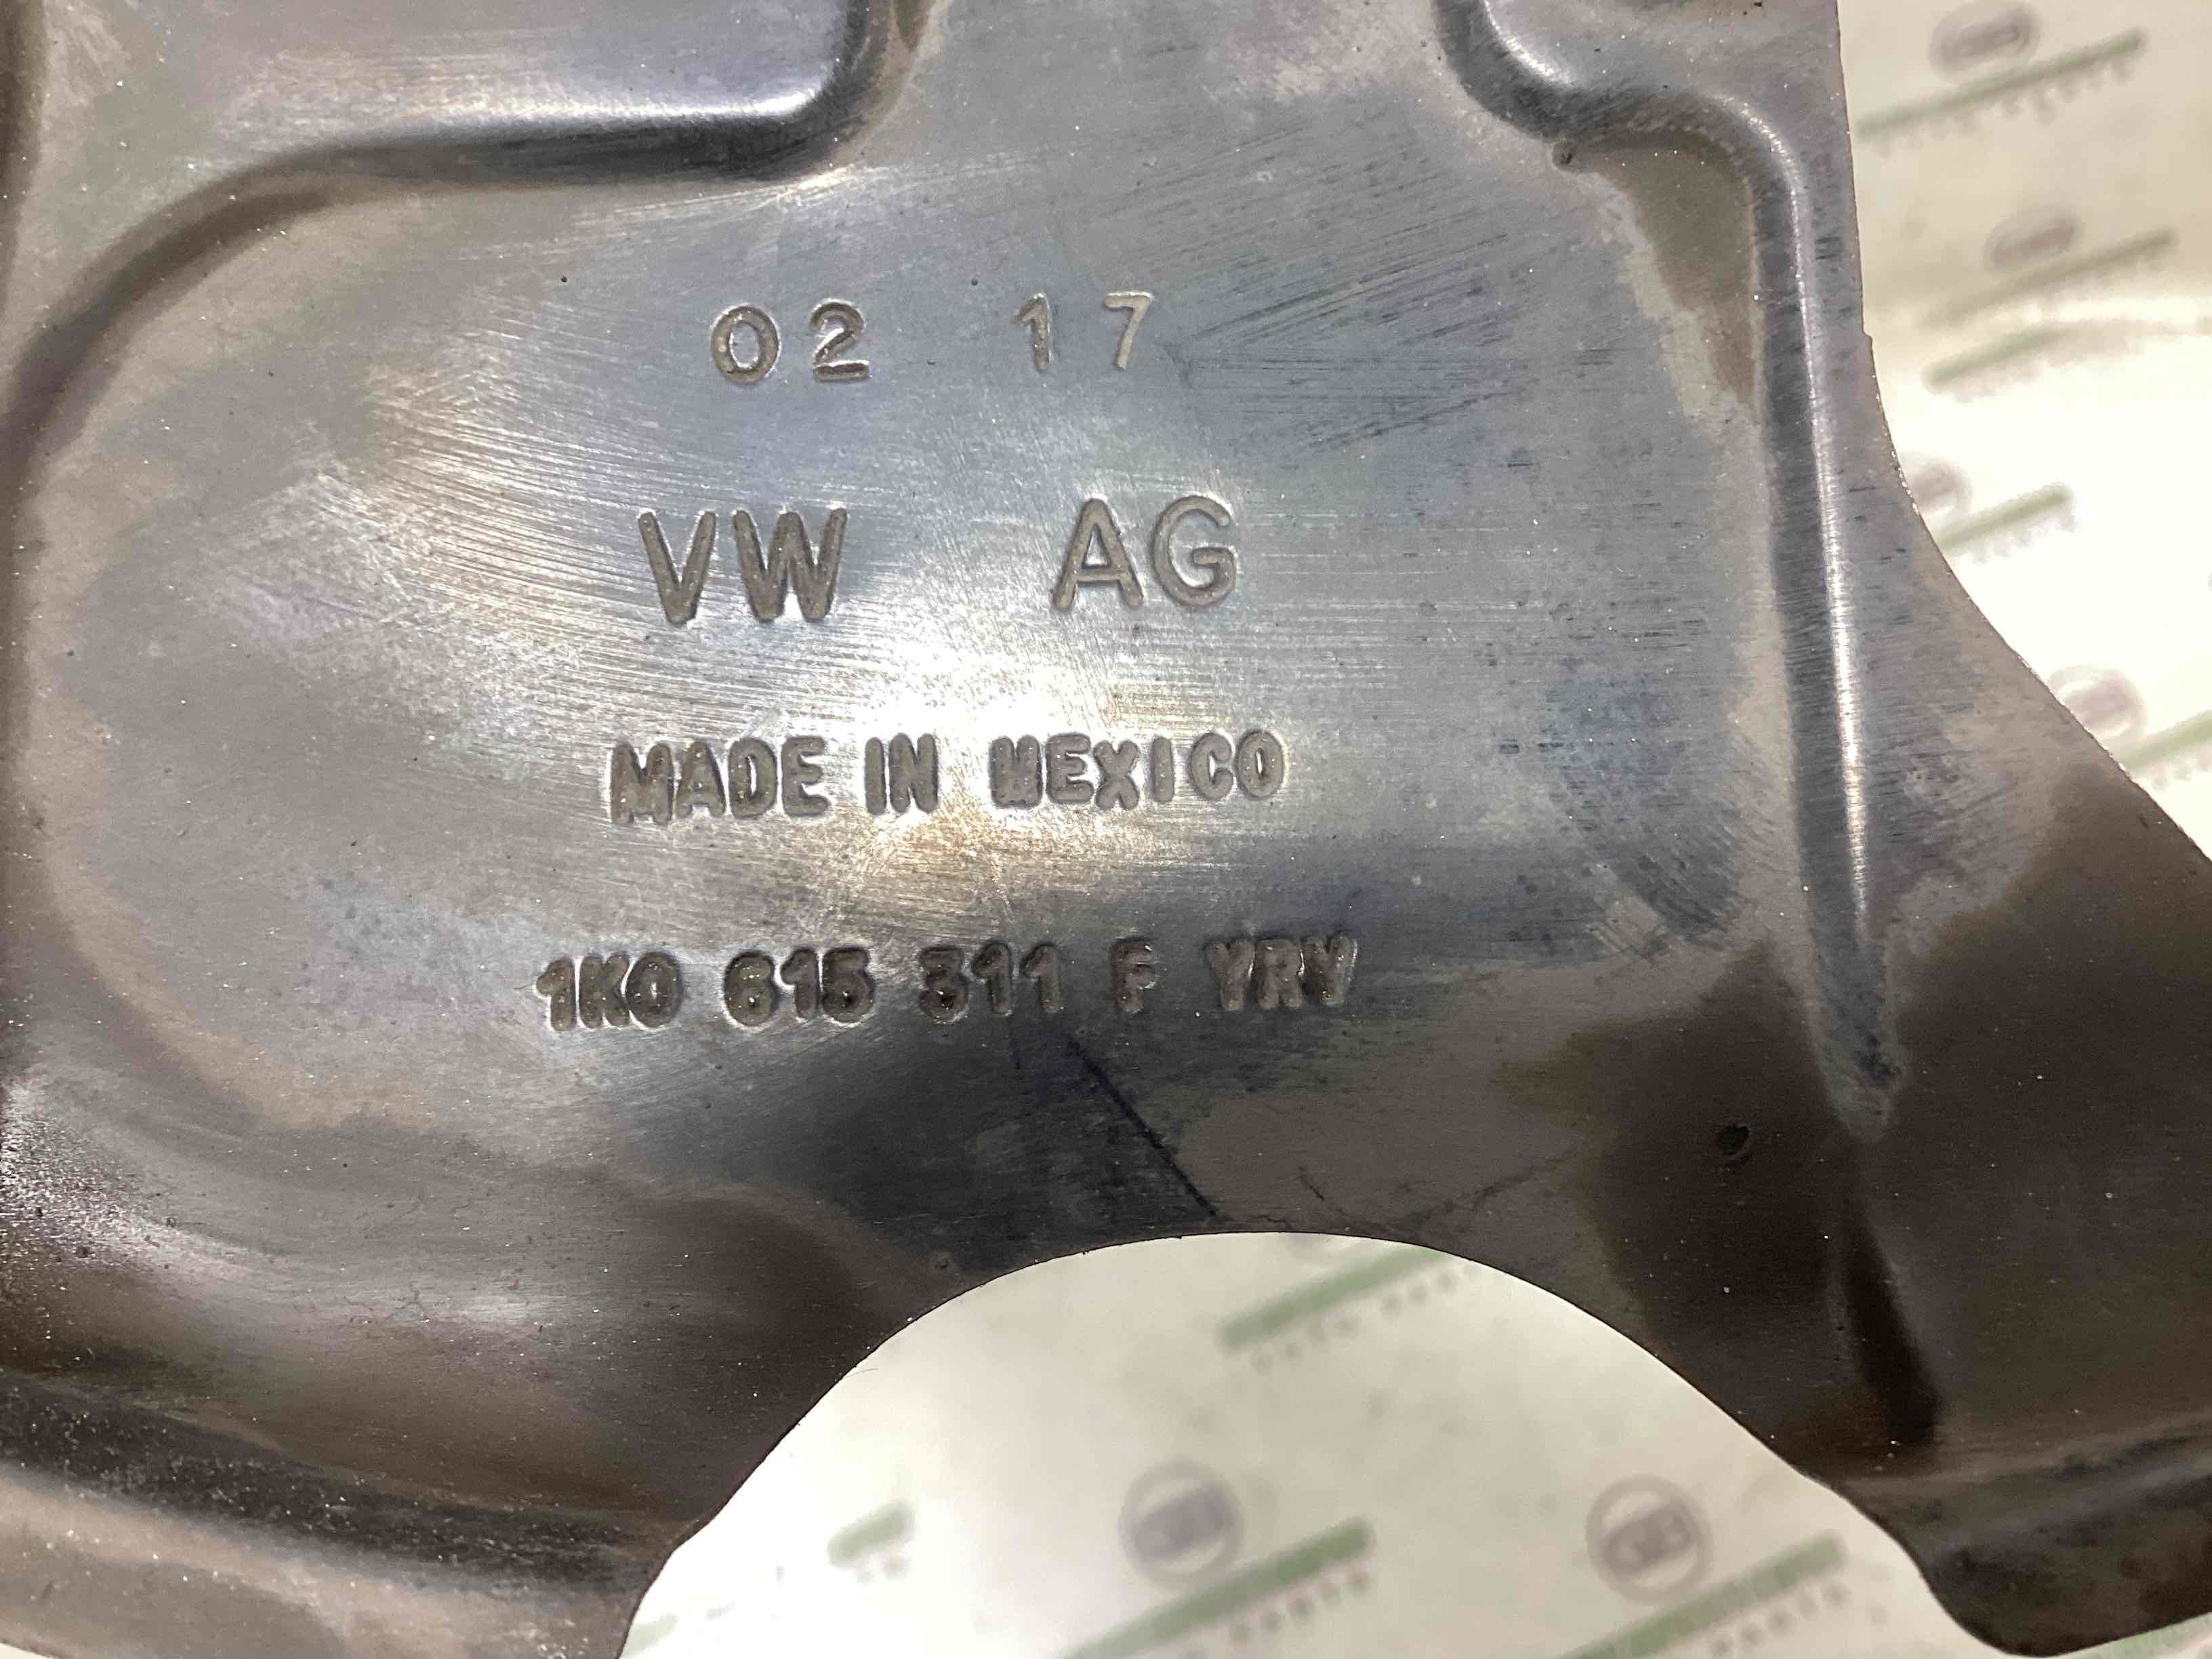 02 17
VW AG
MADE IN MEXICO
1K0 615 311 F YRV